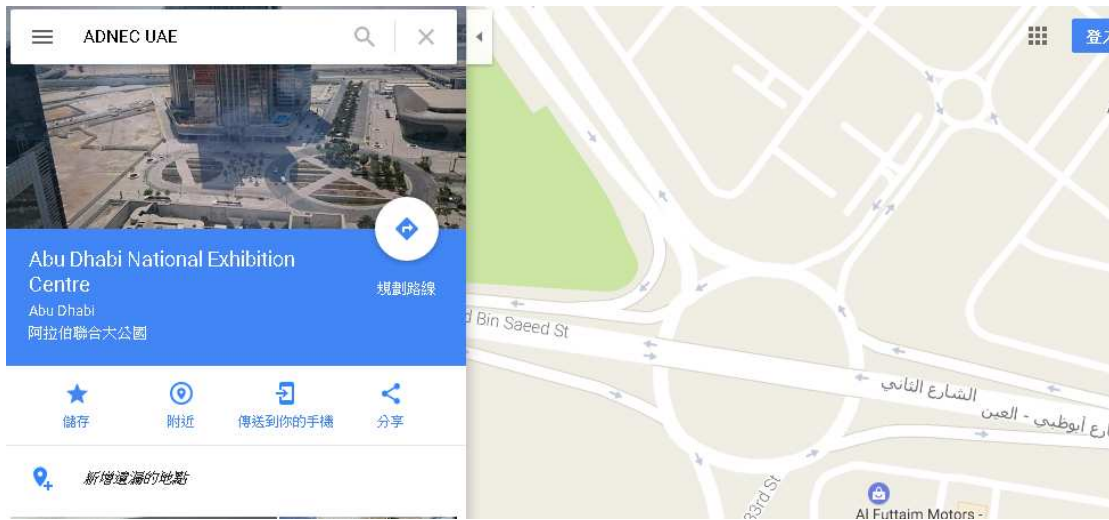 ADNEC UAE
登入
Abu Dhabi National Exhibition
Centre
Abu Dhabi
阿拉伯聯合大公國
規劃路線
儲存
附近
傳送到你的手機
分享
新增遺漏的地點
d Bin Saeed St
الشارع الثاني
شارع أبوظبي - العين
33rd St
Al Futtaim Motors -